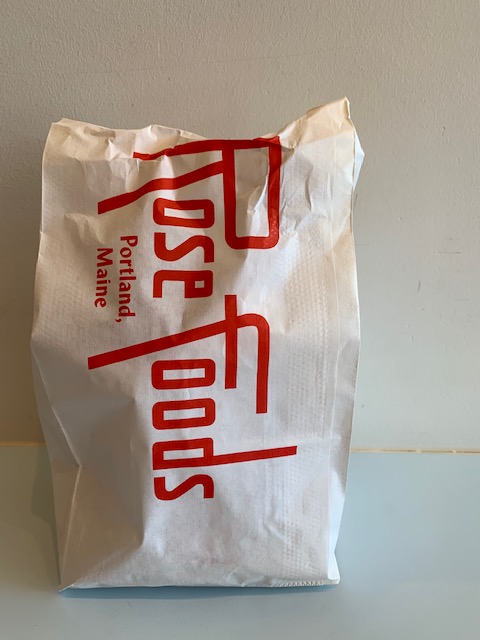 Rose Foods
Portland,
Maine